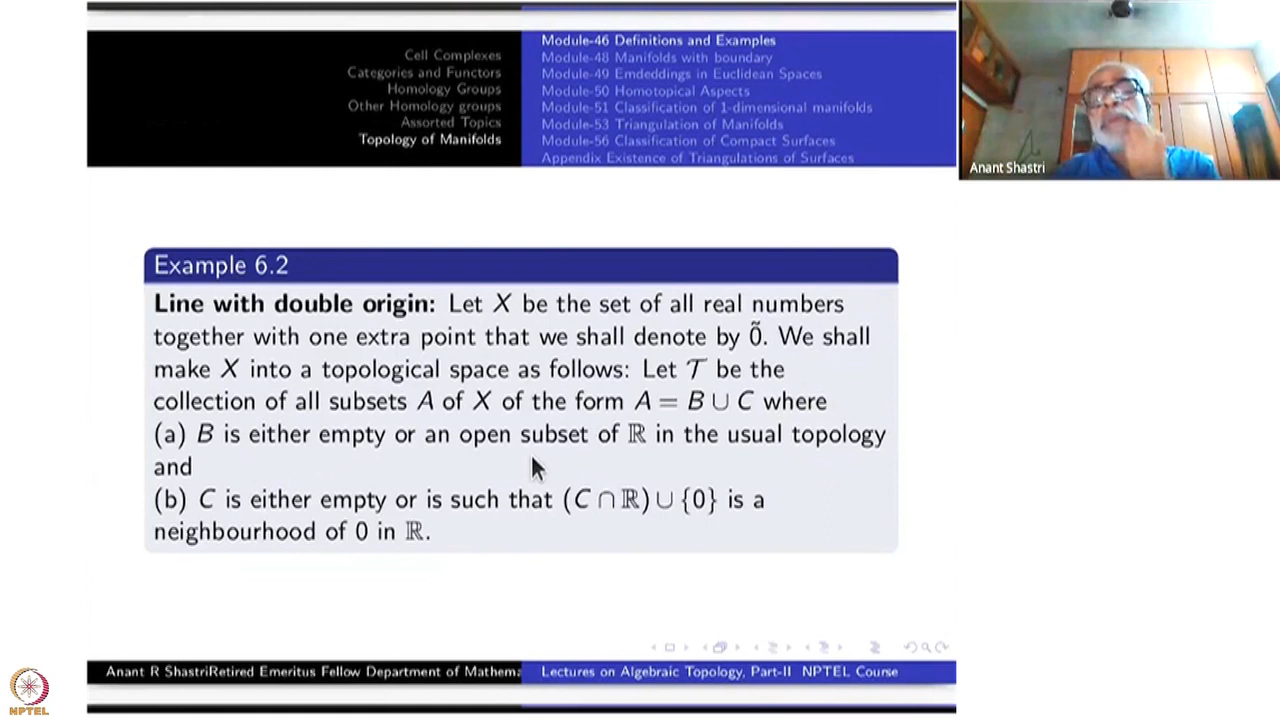 Cell Complexes
Categories and Functors
Homology Groups
Other Homology groups
Assorted Topics
Topology of Manifolds
Module-46 Definitions and Examples
Module-48 Manifolds with boundary
Module-49 Emdeddings in Euclidean Spaces
Module-50 Homotopical Aspects
Module-51 Classification of 1-dimensional manifolds
Module-53 Triangulation of Manifolds
Module-56 Classification of Compact Surfaces
Appendix Existence of Triangulations of Surfaces
Anant Shastri
Example 6.2
Line with double origin: Let X be the set of all real numbers
together with one extra point that we shall denote by 0̃. We shall
make X into a topological space as follows: Let 𝒯 be the
collection of all subsets A of X of the form A = B ∪ C where
(a) B is either empty or an open subset of ℝ in the usual topology
and
(b) C is either empty or is such that (C ∩ ℝ) ∪ {0} is a
neighbourhood of 0 in ℝ.
Anant R ShastriRetired Emeritus Fellow Department of Mathema
Lectures on Algebraic Topology, Part-II NPTEL Course
NPTEL